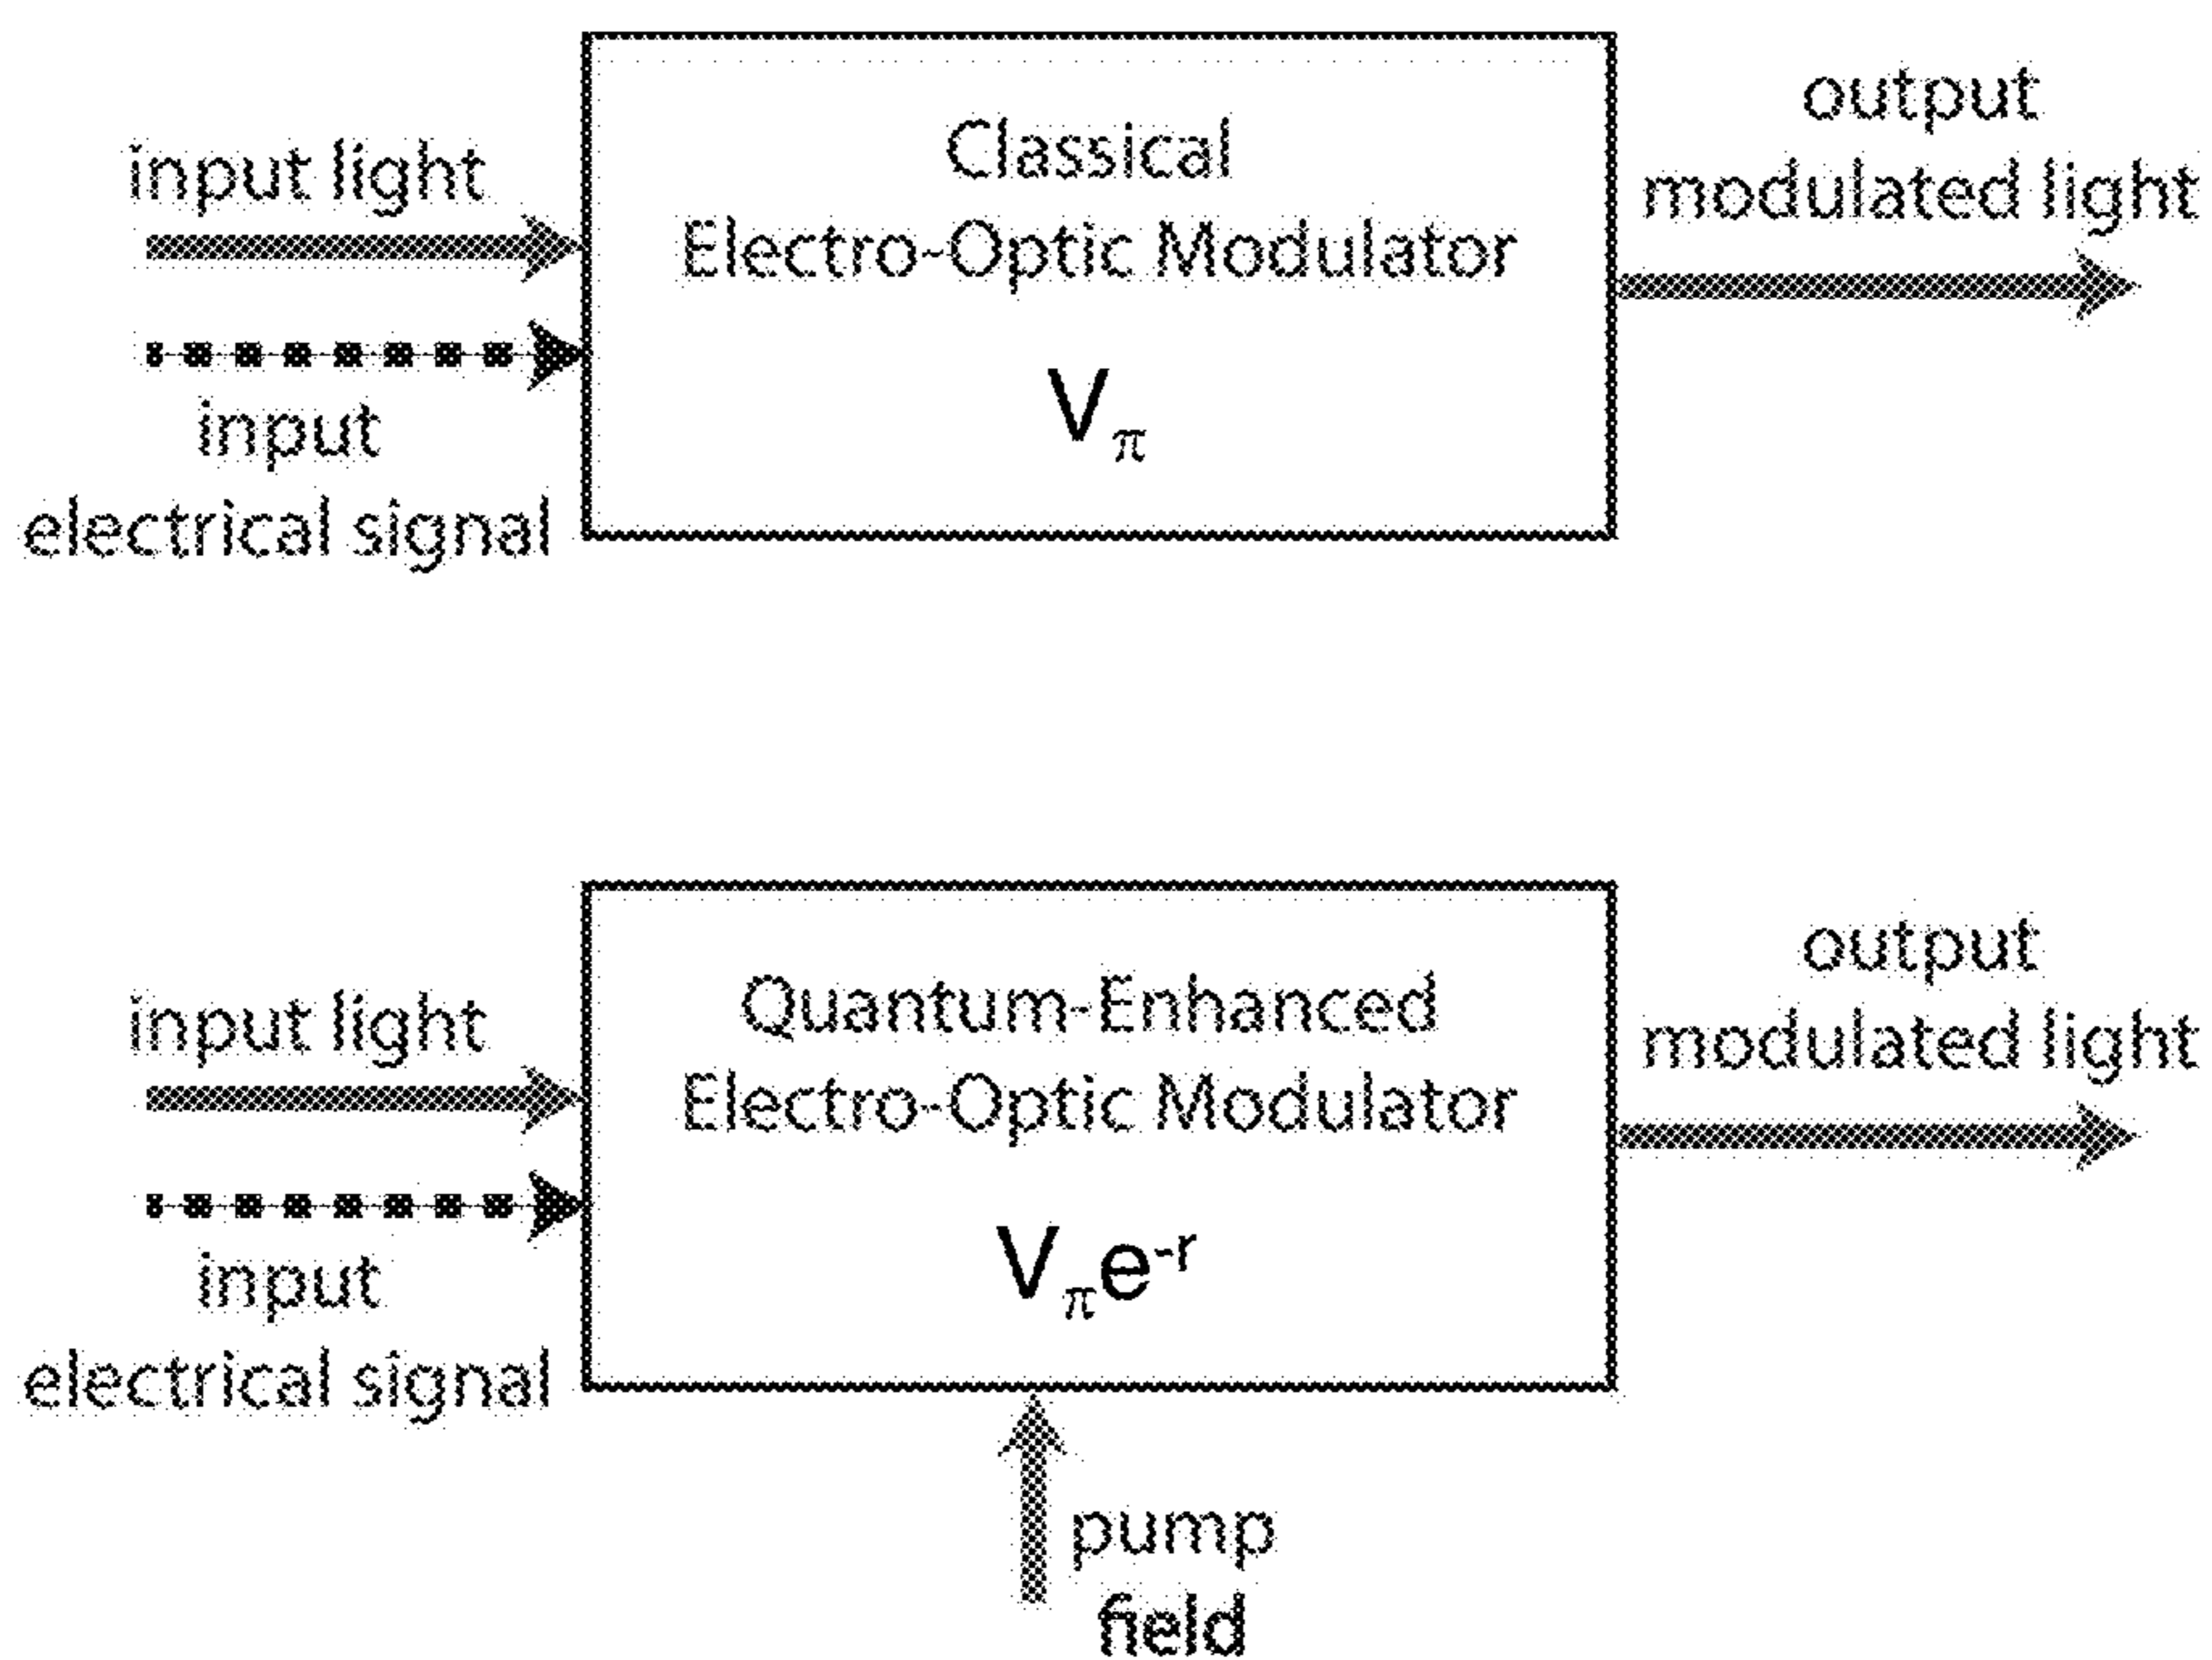 input light
input
electrical signal
Classical
Electro-Optic Modulator
Vπ
output
modulated light
input light
input
electrical signal
Quantum-Enhanced
Electro-Optic Modulator
Vπe-r
output
modulated light
pump
field